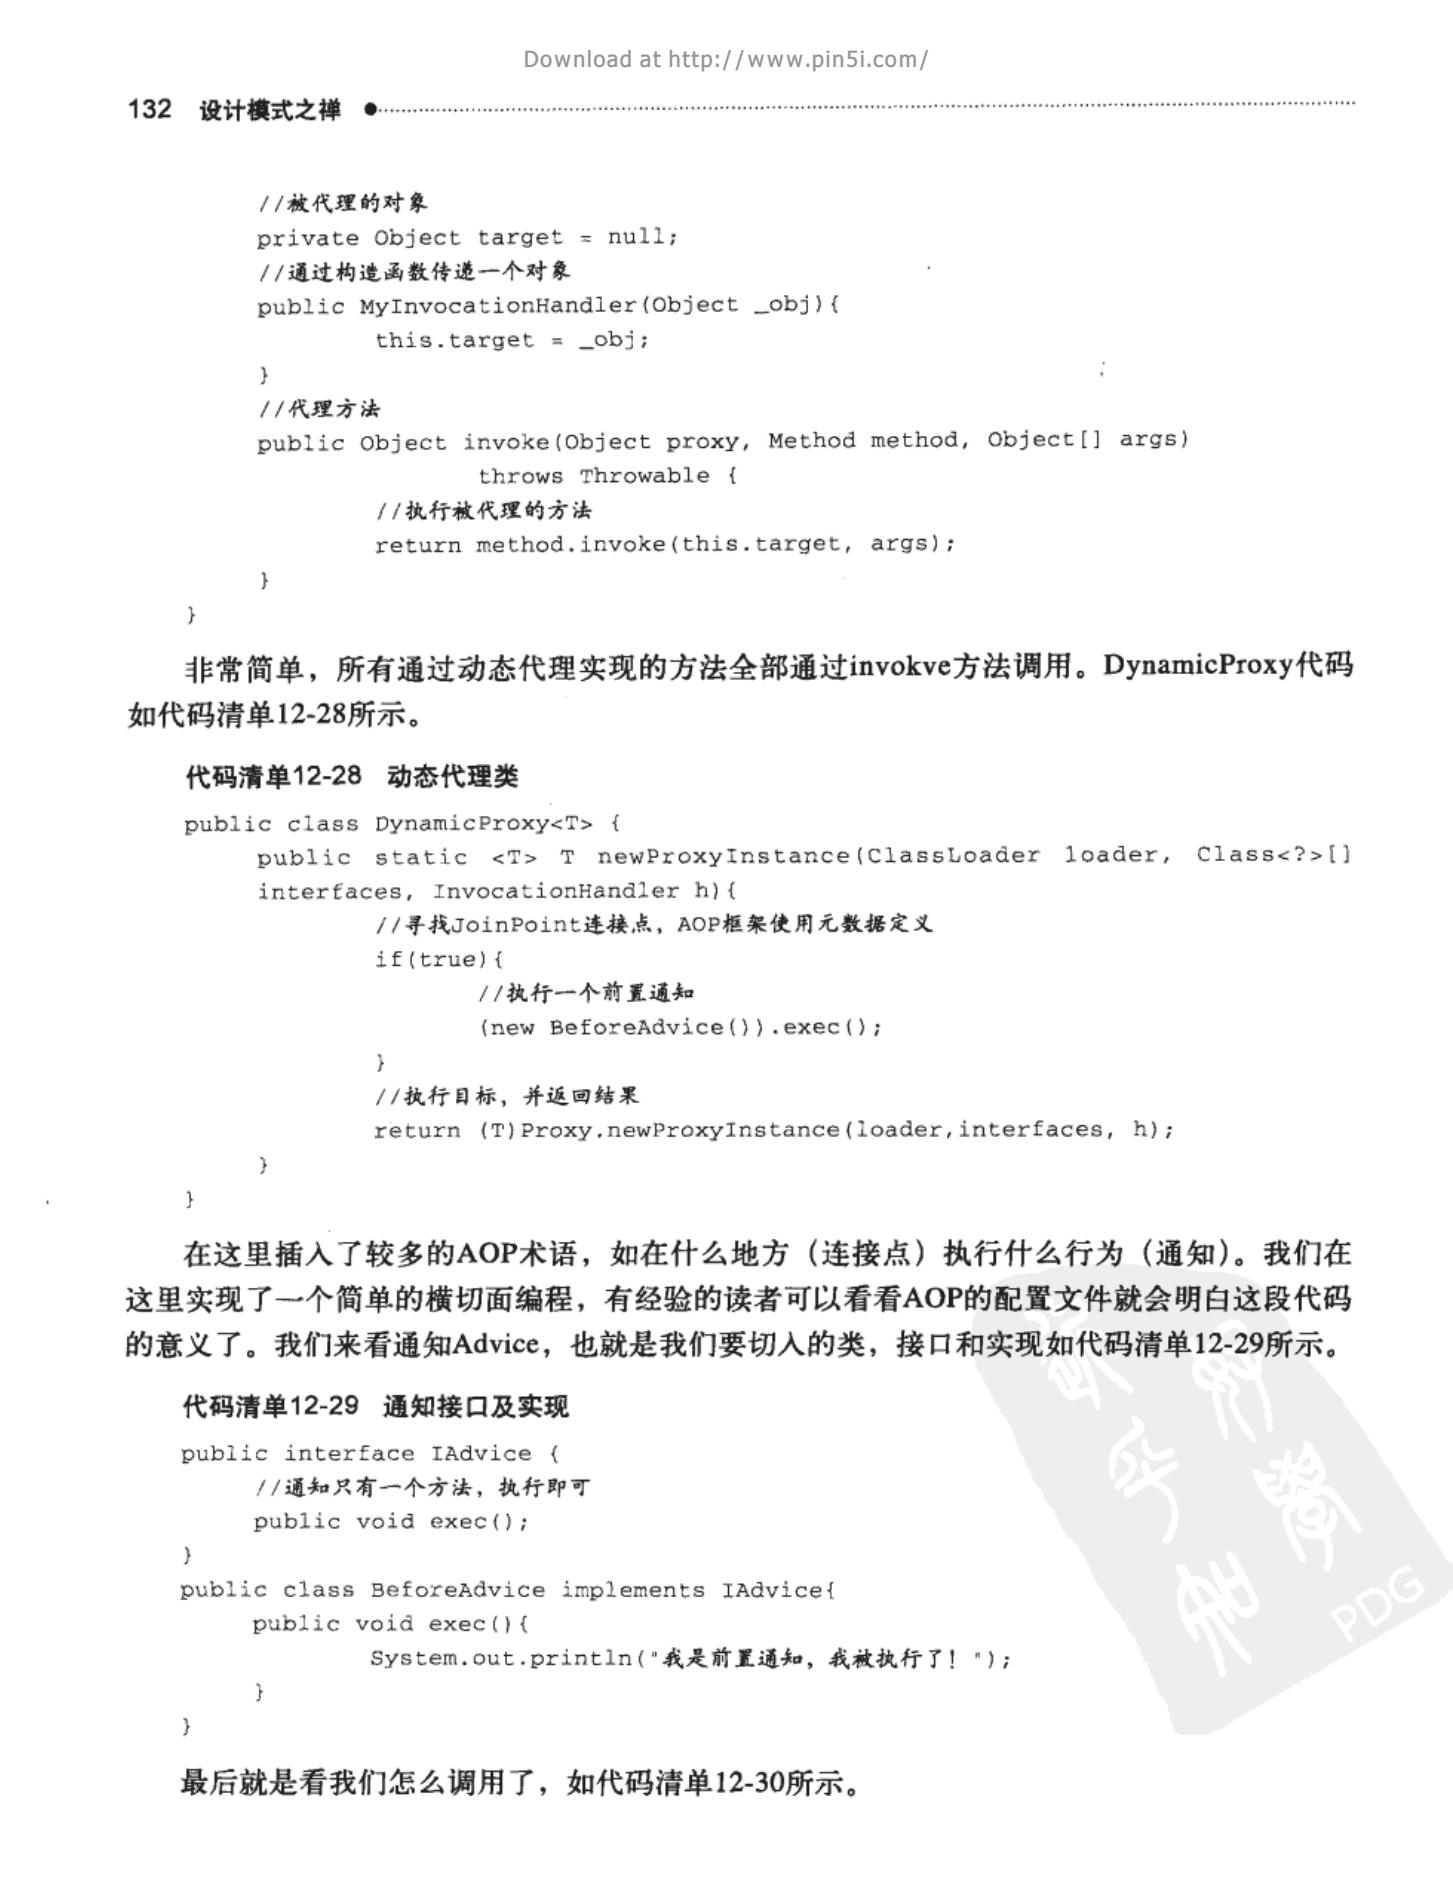 Download at http://www.pin5i.com/
132 设计模式之禅
//被代理的对象
private Object target = null;
//通过构造函数传递一个对象
public MyInvocationHandler(Object _obj){
this.target = _obj;
}
//代理方法
public Object invoke(Object proxy, Method method, Object[] args)
throws Throwable {
//执行被代理的方法
return method.invoke(this.target, args);
}
}
非常简单，所有通过动态代理实现的方法全部通过invokve方法调用。DynamicProxy代码
如代码清单12-28所示。
代码清单12-28 动态代理类
public class DynamicProxy<T> {
public static <T> T newProxyInstance(ClassLoader loader, Class<?>[]
interfaces, InvocationHandler h){
//寻找JoinPoint连接点，AOP框架使用元数据定义
if(true){
//执行一个前置通知
(new BeforeAdvice()).exec();
}
//执行目标，并返回结果
return (T)Proxy.newProxyInstance(loader,interfaces, h);
}
}
在这里插入了较多的AOP术语，如在什么地方（连接点）执行什么行为（通知）。我们在
这里实现了一个简单的横切面编程，有经验的读者可以看看AOP的配置文件就会明白这段代码
的意义了。我们来看通知Advice，也就是我们要切入的类，接口和实现如代码清单12-29所示。
代码清单12-29 通知接口及实现
public interface IAdvice {
//通知只有一个方法，执行即可
public void exec();
}
public class BeforeAdvice implements IAdvice{
public void exec(){
System.out.println("我是前置通知，我被执行了！");
}
}
最后就是看我们怎么调用了，如代码清单12-30所示。
PDG